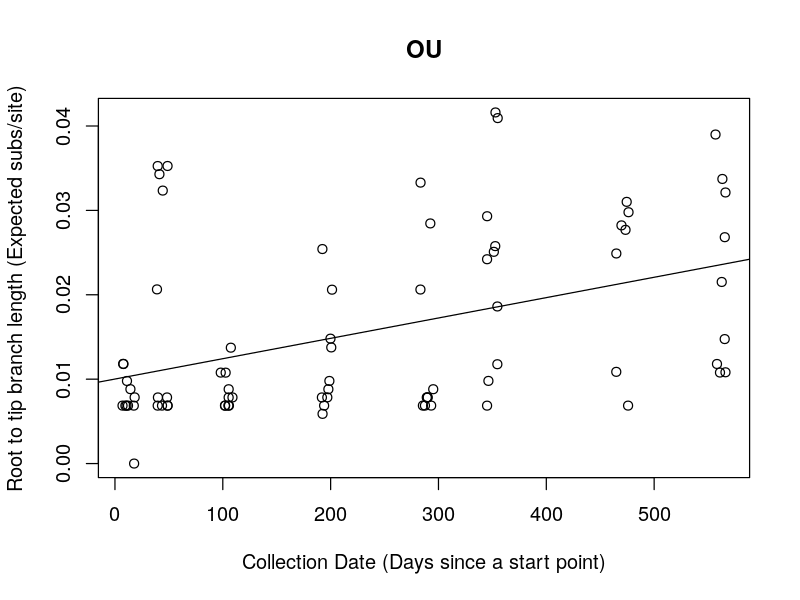 OU
Root to tip branch length (Expected subs/site)
0.04
0.03
0.02
0.01
0.00
0 100 200 300 400 500
Collection Date (Days since a start point)